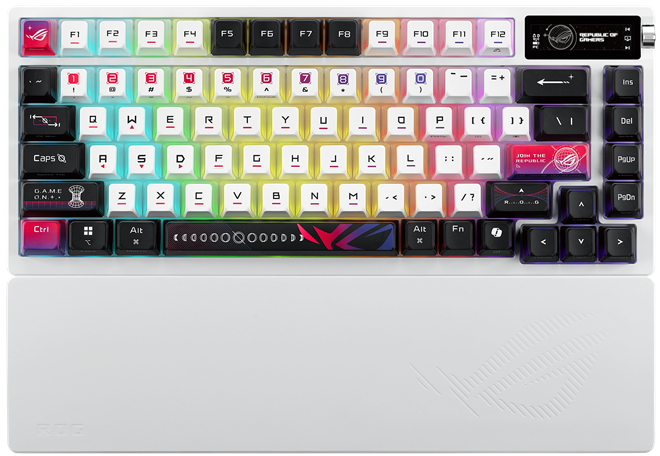 F1 F2 F3 F4 F5 F6 F7 F8 F9 F10 F11 F12
REPUBLIC OF
GAMERS
~ 1 2 3 4 5 6 7 8 9 0 - + Ins
! @ # $ % ^ & * ( )
Q W E R T Y U I O P [ { ] } \ | Del
Caps A S D F G H J K L : ; JOIN THE PgUp
REPUBLIC
GAME Z X C V B N M < > / ? R.O.G PgDn
ON.
Ctrl Alt Alt Fn
ROG